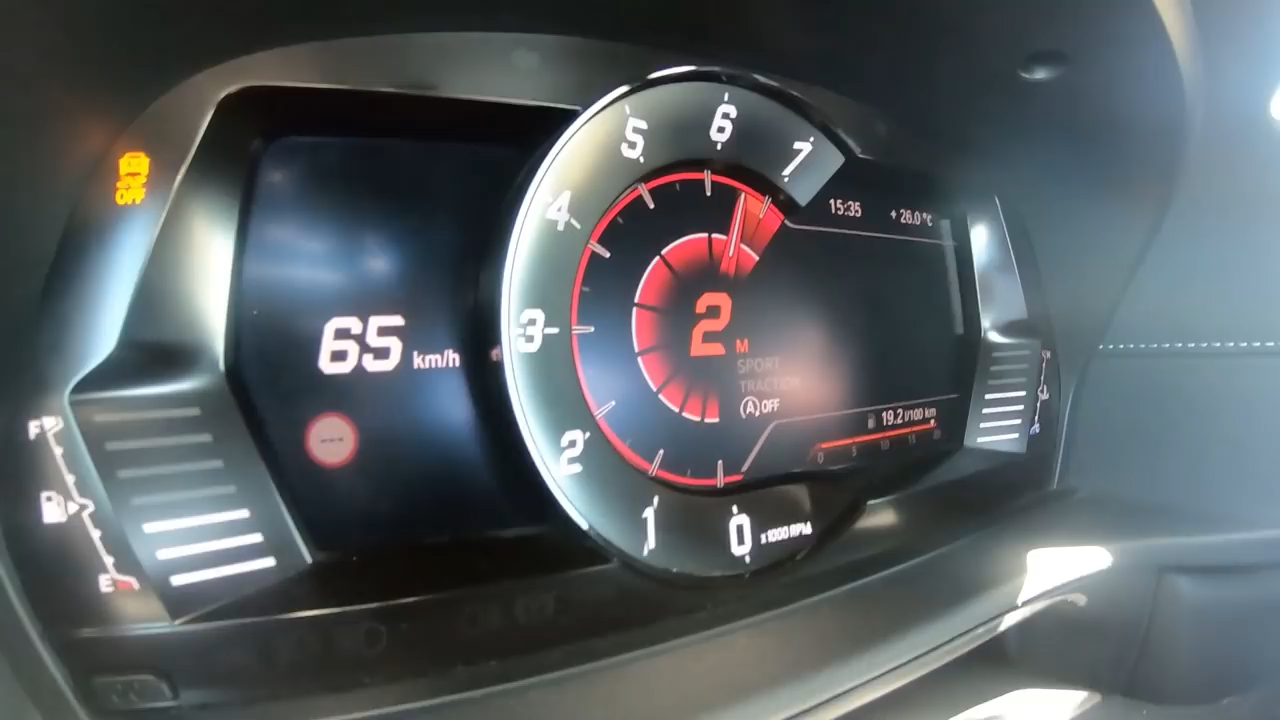 OFF
5 6 7
4
15:35 +26.0 °C
3
65 km/h
2
M
SPORT
TRACTION
A OFF
---
F
19.2 l/100 km
0 5 10 15
2
1
0 x1000 RPM
E